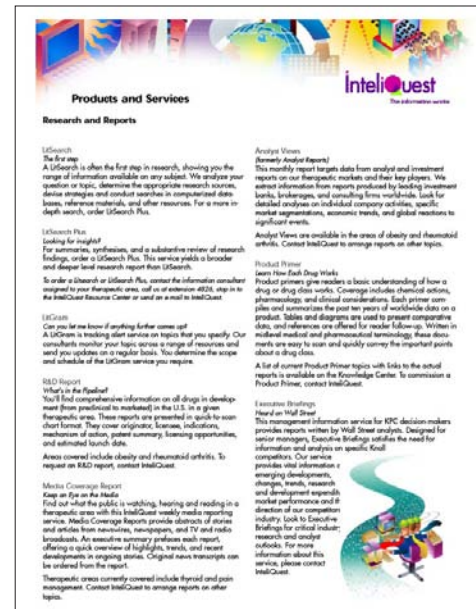 InteliQuest
The information service
Products and Services
Research and Reports
LitSearch
The first step
A LitSearch is often the first step in research, showing you the
range of information available on any subject. We analyze your
question or topic, determine the appropriate research sources,
devise strategies and conduct searches in computerized data-
bases, reference materials, and other resources. For a more in-
depth search, order LitSearch Plus.
LitSearch Plus
Looking for insights?
For summaries, syntheses, and a substantive review of research
findings, order a LitSearch Plus. This service yields a broader
and deeper level research report than LitSearch.
To order a LitSearch or LitSearch Plus, contact the information consultant
assigned to your therapeutic area, call us at extension 4826, stop in to
the InteliQuest Resource Center or send an e-mail to InteliQuest.
LitGram
Can you let me know if anything further comes up?
A LitGram is tracking alert service on topics that you specify. Our
consultants monitor your topic across a range of resources and
send you updates on a regular basis. You determine the scope
and schedule of the LitGram service you require.
R&D Report
What's in the Pipeline?
You'll find comprehensive information on all drugs in develop-
ment (from preclinical to marketed) in the U.S. in a given
therapeutic area. These reports are presented in quick-to-scan
chart format. They cover originator, licensee, indications,
mechanism of action, patent summary, licensing opportunities,
and estimated launch date.
Areas covered include obesity and rheumatoid arthritis. To
request an R&D report, contact InteliQuest.
Media Coverage Report
Keep an Eye on the Media
Find out what the public is watching, hearing and reading in a
therapeutic area with this InteliQuest weekly media reporting
service. Media Coverage Reports provide abstracts of stories
and articles from newswires, newspapers, and TV and radio
broadcasts. An executive summary prefaces each report,
offering a quick overview of highlights, trends, and recent
developments in ongoing stories. Original news transcripts can
be ordered from the report.
Therapeutic areas currently covered include thyroid and pain
management. Contact InteliQuest to arrange reports on other
topics.
Analyst Views
(formerly Analyst Reports)
This monthly report targets data from analyst and investment
reports on our therapeutic markets and their key players. We
extract information from reports produced by leading investment
banks, brokerages, and consulting firms worldwide. Look for
detailed analyses on individual company activities, specific
market segmentations, economic trends, and global reactions to
significant events.
Analyst Views are available in the areas of obesity and rheumatoid
arthritis. Contact InteliQuest to arrange reports on other topics.
Product Primer
Learn How Each Drug Works
Product primers give readers a basic understanding of how a
drug or drug class works. Coverage includes chemical actions,
pharmacology, and clinical considerations. Each primer com-
piles and summarizes the past ten years of worldwide data on a
product. Tables and diagrams are used to present comparative
data, and references are offered for reader follow-up. Written in
midlevel medical and pharmaceutical terminology, these docu-
ments are easy to scan and quickly convey the important points
about a drug class.
A list of current Product Primer topics with links to the actual
reports is available on the Knowledge Center. To commission a
Product Primer, contact InteliQuest.
Executive Briefings
Heard on Wall Street
This management information service for KPC decision-makers
provides reports written by Wall Street analysts. Designed for
senior managers, Executive Briefings satisfies the need for
information and analysis on specific Knoll
competitors. Our service
provides vital information o
emerging developments,
changes, trends, research
and development expendit
market performance and th
direction of our competitors
industry. Look to Executive
Briefings for critical industr
research and analyst
outlooks. For more
information about this
service, please contact
InteliQuest.